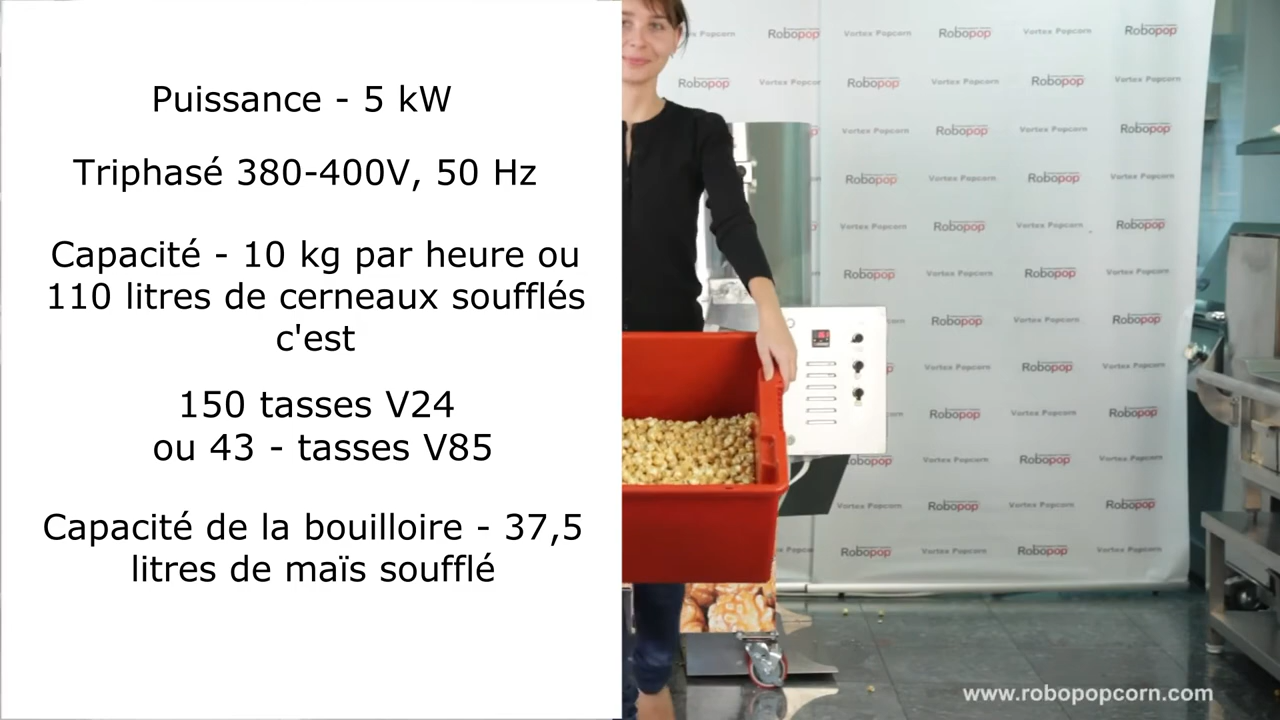 Puissance - 5 kW
Triphasé 380-400V, 50 Hz
Capacité - 10 kg par heure ou
110 litres de cerneaux soufflés
c'est
150 tasses V24
ou 43 - tasses V85
Capacité de la bouilloire - 37,5
litres de maïs soufflé
Robopop
Vortex Popcorn
www.robopopcorn.com